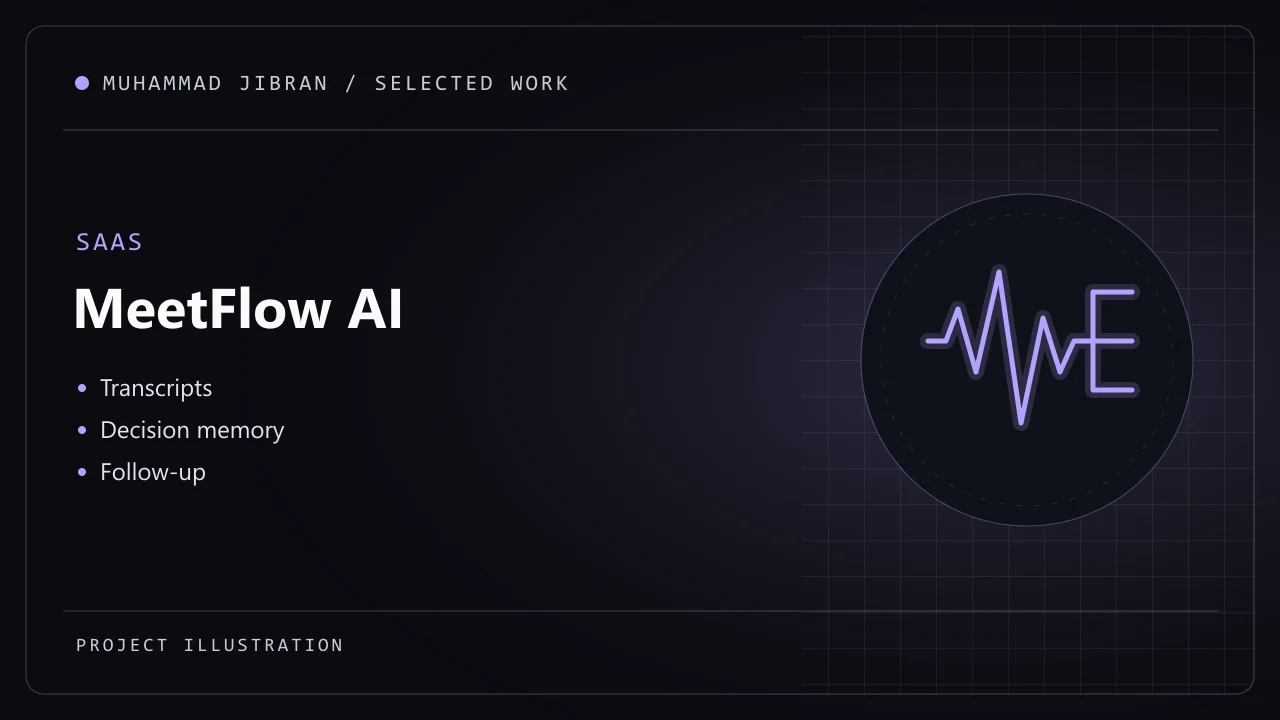 MUHAMMAD JIBRAN / SELECTED WORK
SAAS
MeetFlow AI
Transcripts
Decision memory
Follow-up
PROJECT ILLUSTRATION